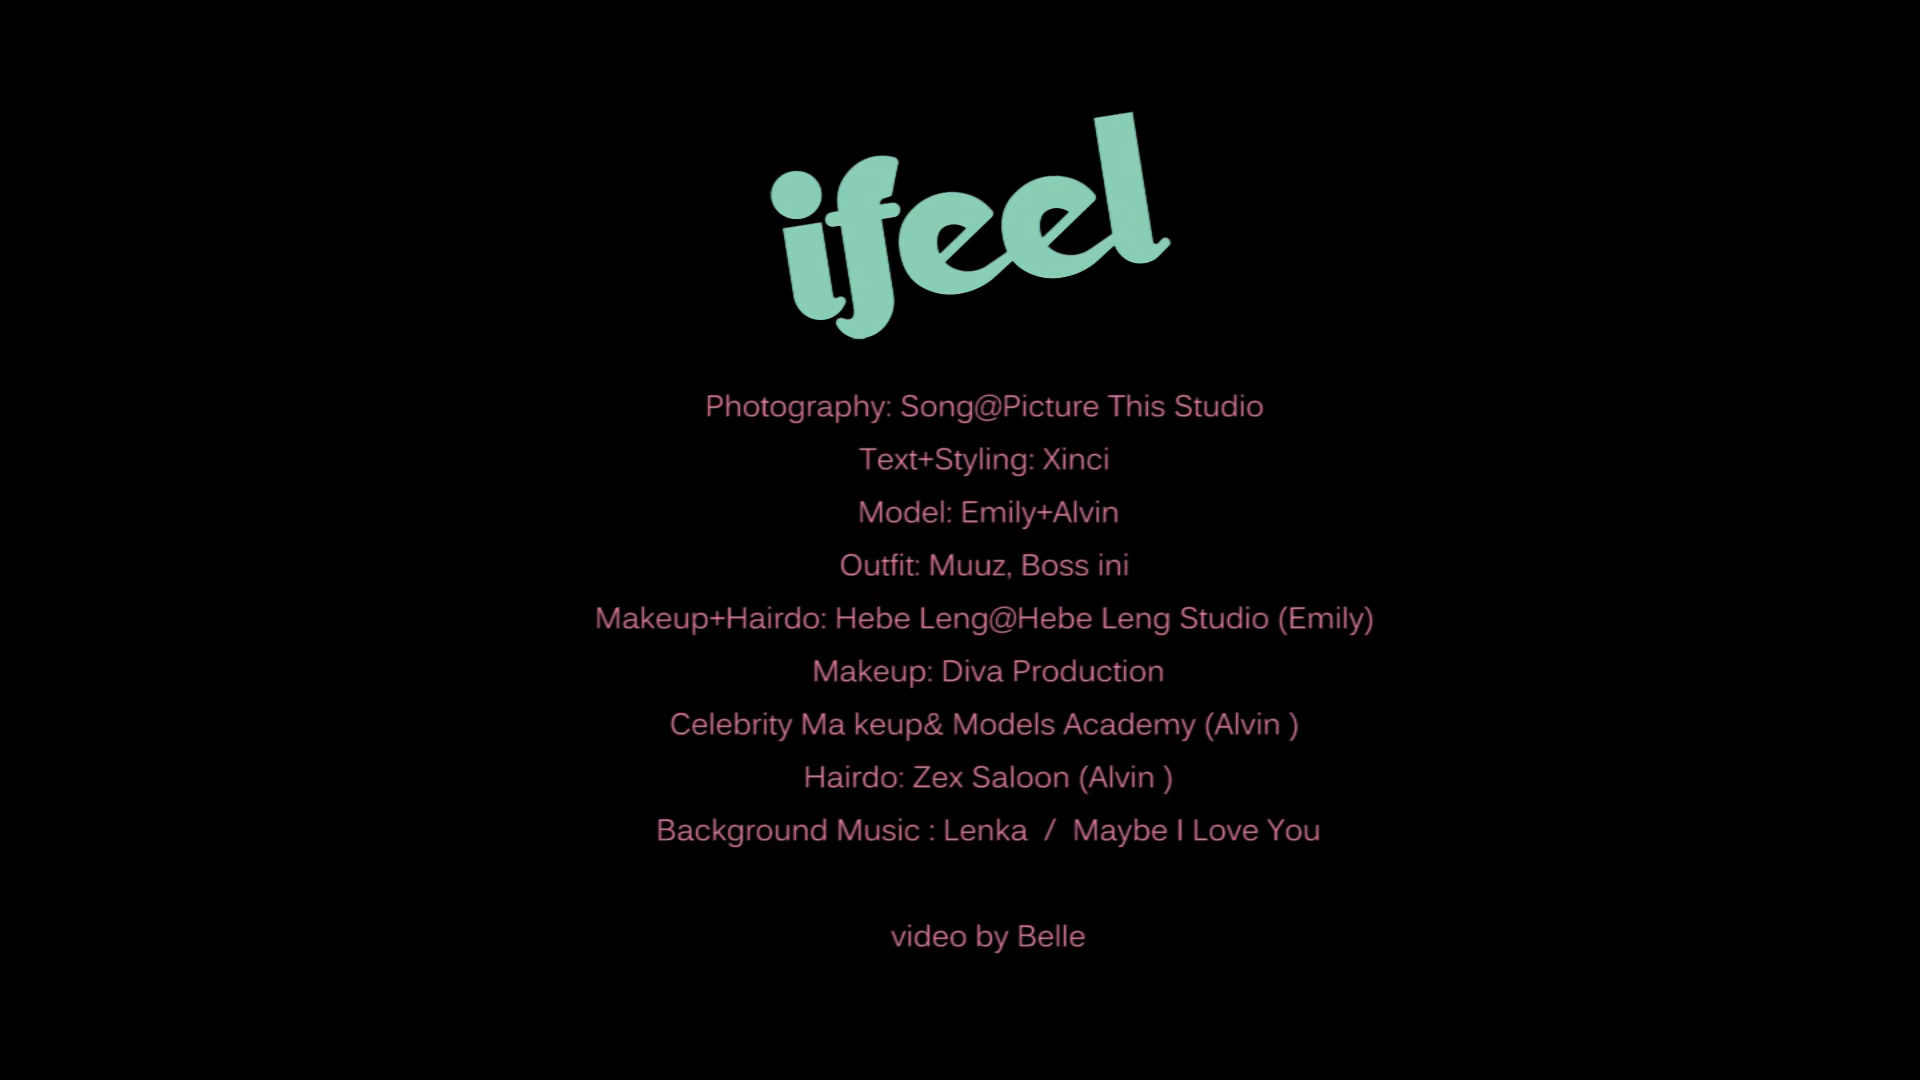 ifeel
Photography: Song@Picture This Studio
Text+Styling: Xinci
Model: Emily+Alvin
Outfit: Muuz, Boss ini
Makeup+Hairdo: Hebe Leng@Hebe Leng Studio (Emily)
Makeup: Diva Production
Celebrity Ma keup& Models Academy (Alvin )
Hairdo: Zex Saloon (Alvin )
Background Music : Lenka  /  Maybe I Love You
video by Belle